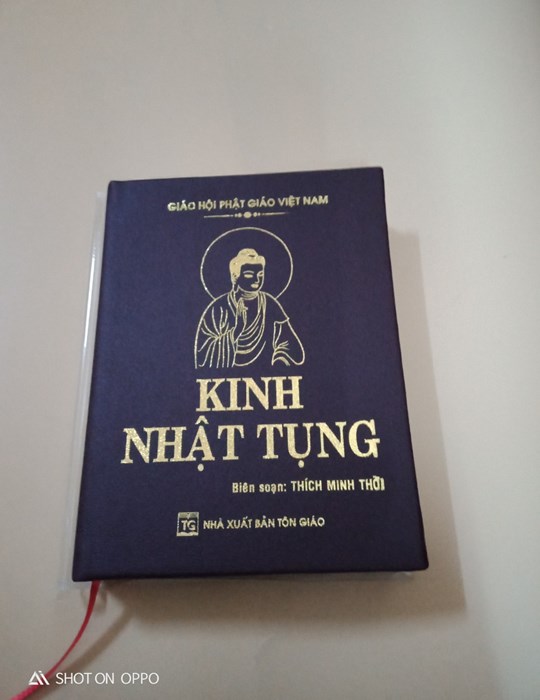 GIÁO HỘI PHẬT GIÁO VIỆT NAM
KINH
NHẬT TỤNG
Biên soạn: THÍCH MINH THỜI
TG NHÀ XUẤT BẢN TÔN GIÁO
SHOT ON OPPO